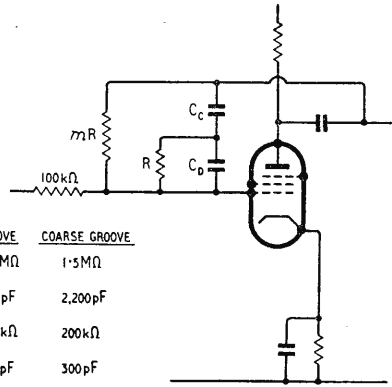 C_C
mR
R
C_D
100kΩ
OVE COARSE GROOVE
MΩ 1·5MΩ
pF 2,200pF
kΩ 200kΩ
pF 300pF